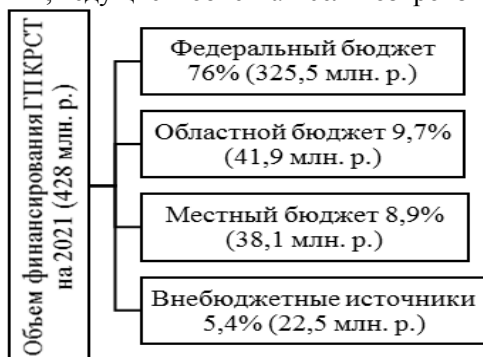 Объем финансирования ГПКРСТ
на 2021 (428 млн. р.)
Федеральный бюджет
76% (325,5 млн. р.)
Областной бюджет 9,7%
(41,9 млн. р.)
Местный бюджет 8,9%
(38,1 млн. р.)
Внебюджетные источники
5,4% (22,5 млн. р.)